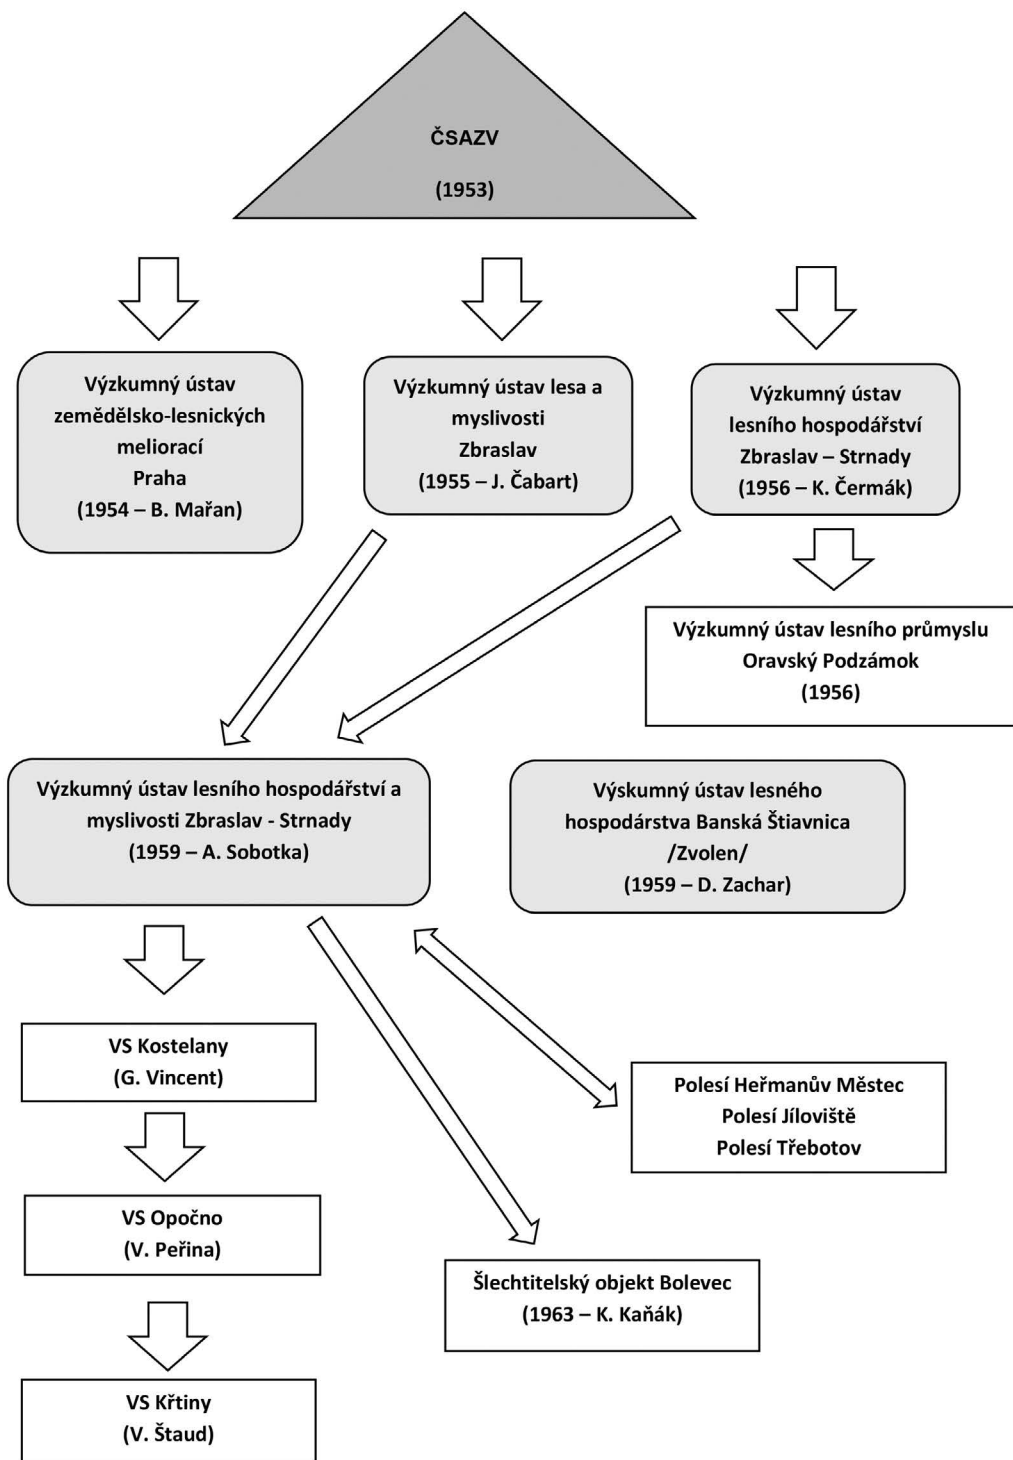 ČSAZV
(1953)
Výzkumný ústav
zemědělsko-lesnických
meliorací
Praha
(1954 – B. Mařan)
Výzkumný ústav lesa a
myslivosti
Zbraslav
(1955 – J. Čabart)
Výzkumný ústav
lesního hospodářství
Zbraslav – Strnady
(1956 – K. Čermák)
Výzkumný ústav lesního průmyslu
Oravský Podzámok
(1956)
Výzkumný ústav lesního hospodářství a
myslivosti Zbraslav - Strnady
(1959 – A. Sobotka)
Výskumný ústav lesného
hospodárstva Banská Štiavnica
/Zvolen/
(1959 – D. Zachar)
VS Kostelany
(G. Vincent)
Polesí Heřmanův Městec
Polesí Jíloviště
Polesí Třebotov
VS Opočno
(V. Peřina)
Šlechtitelský objekt Bolevec
(1963 – K. Kaňák)
VS Křtiny
(V. Štaud)